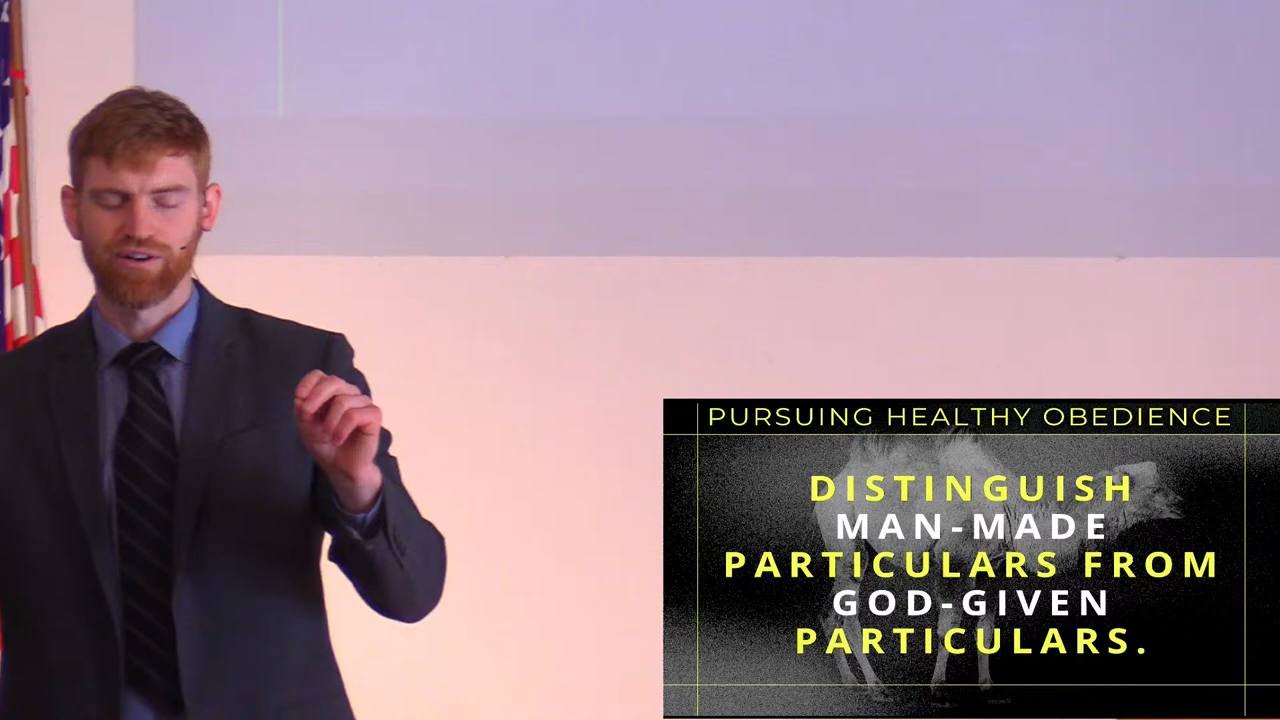 PURSUING HEALTHY OBEDIENCE
DISTINGUISH
MAN-MADE
PARTICULARS FROM
GOD-GIVEN
PARTICULARS.